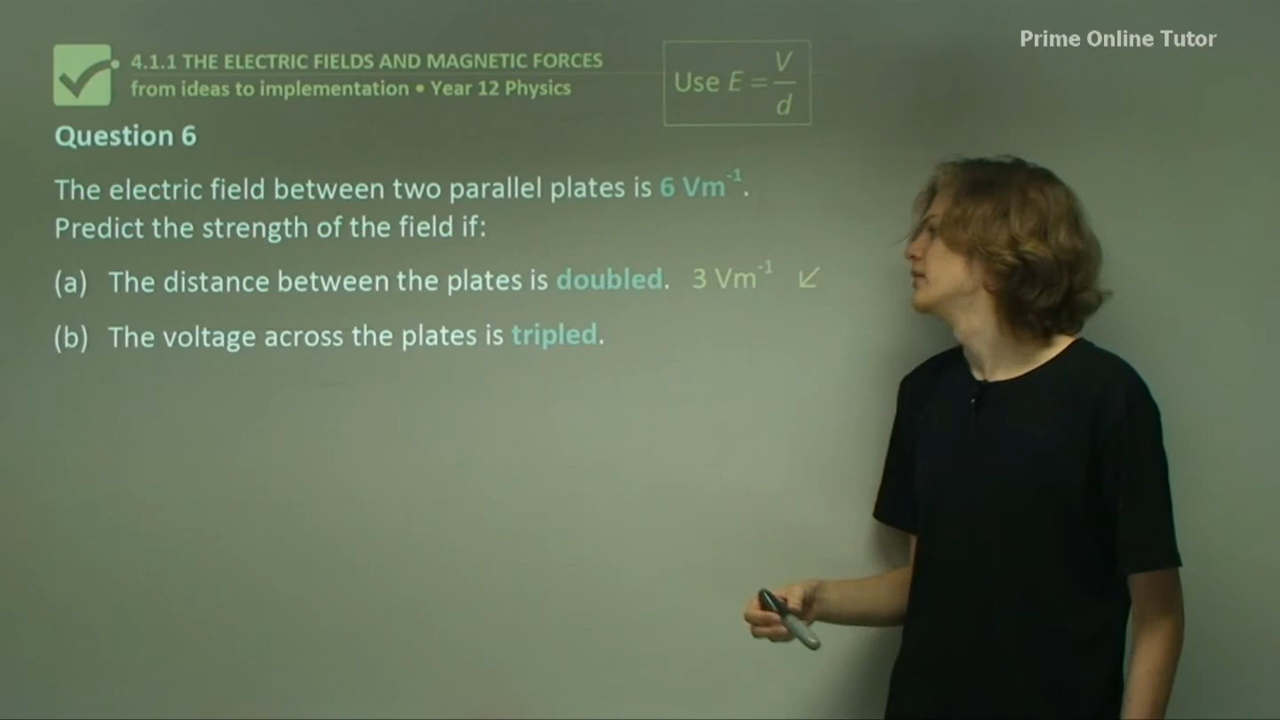 Prime Online Tutor
4.1.1 THE ELECTRIC FIELDS AND MAGNETIC FORCES
from ideas to implementation • Year 12 Physics
Use E = V/d
Question 6
The electric field between two parallel plates is 6 Vm⁻¹.
Predict the strength of the field if:
(a) The distance between the plates is doubled. 3 Vm⁻¹ ↙
(b) The voltage across the plates is tripled.